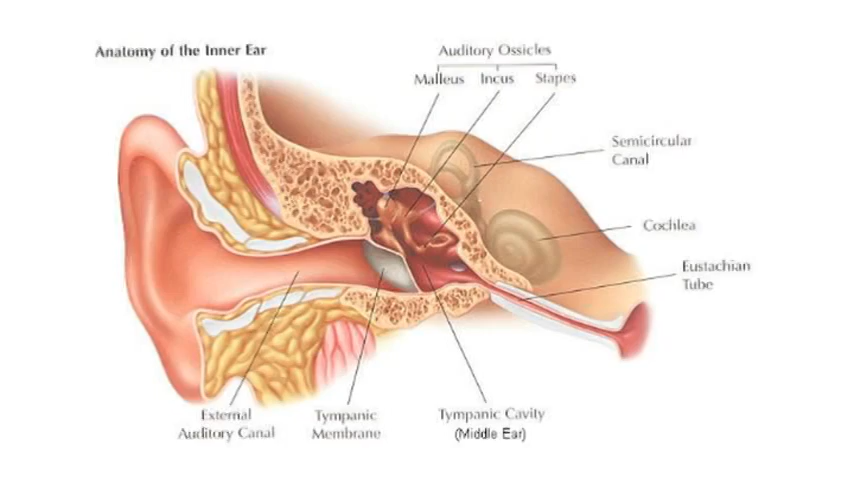 Anatomy of the Inner Ear
Auditory Ossicles
Malleus Incus Stapes
Semicircular
Canal
Cochlea
Eustachian
Tube
External
Auditory Canal
Tympanic
Membrane
Tympanic Cavity
(Middle Ear)